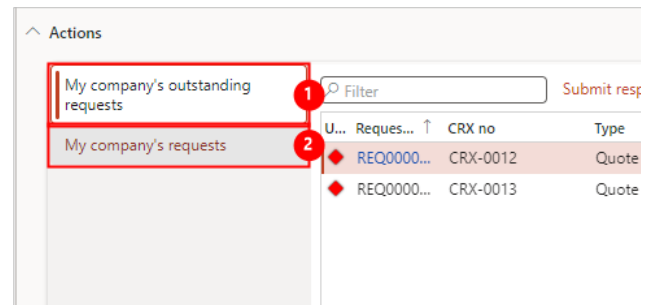 Actions
My company's outstanding
requests
1
Filter
Submit resp
My company's requests
2
U... Reques... ↑ CRX no Type
REQ0000... CRX-0012 Quote
REQ0000... CRX-0013 Quote